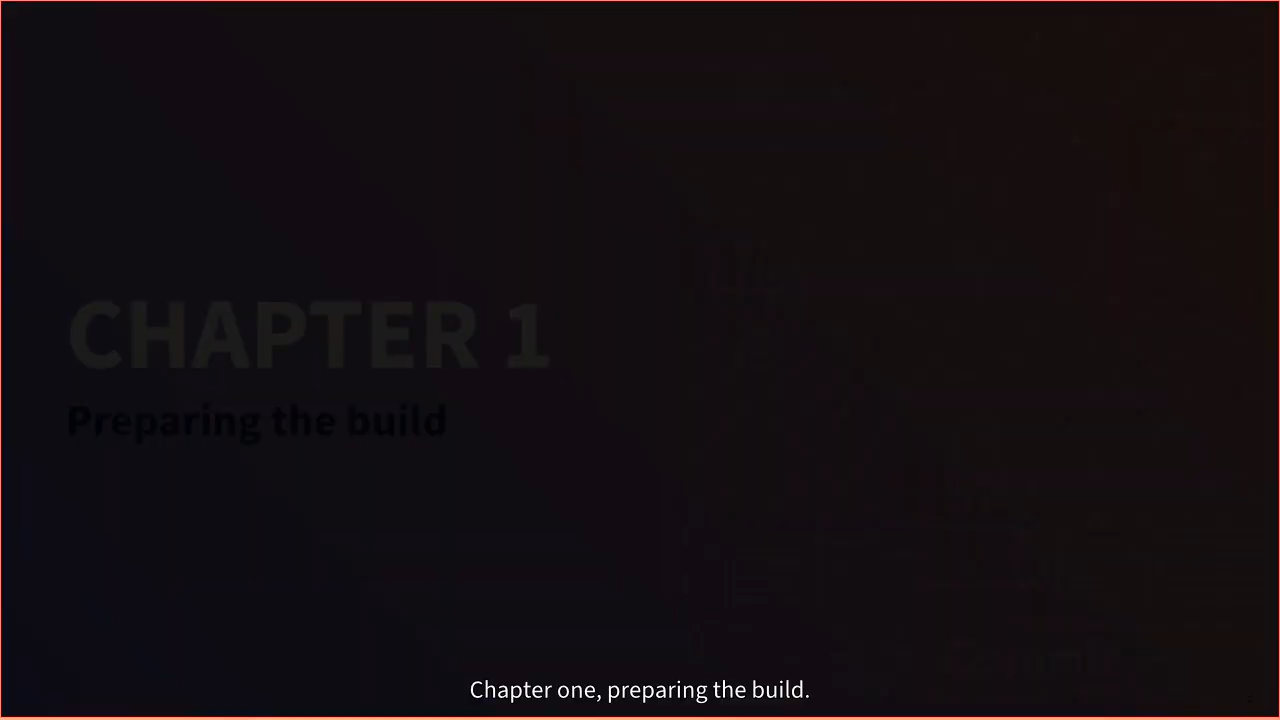 CHAPTER 1
Preparing the build
Chapter one, preparing the build.